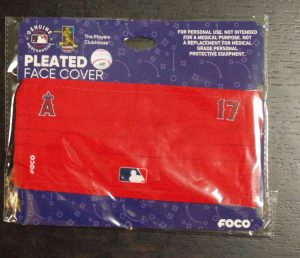 GENUINE
MERCHANDISE
The Players
Clubhouse™
PLEATED
FACE COVER
FOR PERSONAL USE. NOT INTENDED
FOR A MEDICAL PURPOSE. NOT
A REPLACEMENT FOR MEDICAL
GRADE PERSONAL
PROTECTIVE EQUIPMENT.
A
17
FOCO
FOCO